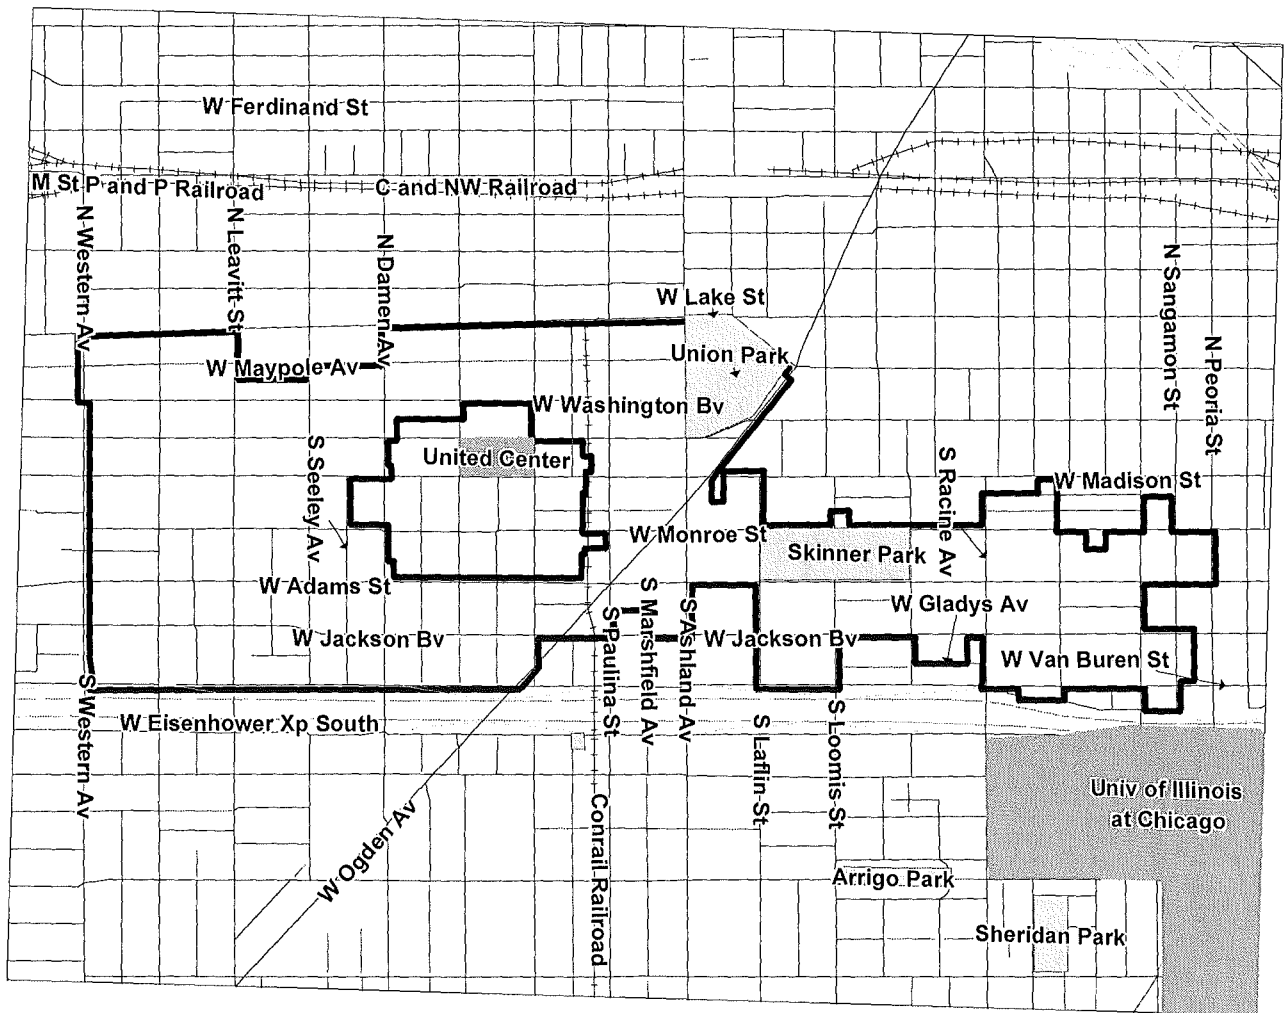 W Ferdinand St
M St P and P Railroad
C and NW Railroad
N Western Av
N Leavitt St
N Damen Av
N Sangamon St
N Peoria St
W Lake St
Union Park
W Maypole Av
W Washington Bv
United Center
S Seeley Av
S Racine Av
W Madison St
W Monroe St
Skinner Park
W Adams St
W Gladys Av
S Paulina St
S Marshfield Av
S Ashland Av
W Jackson Bv
W Jackson Bv
W Van Buren St
S Western Av
W Eisenhower Xp South
S Laflin St
S Loomis St
Univ of Illinois
at Chicago
W Ogden Av
Conrail Railroad
Arrigo Park
Sheridan Park